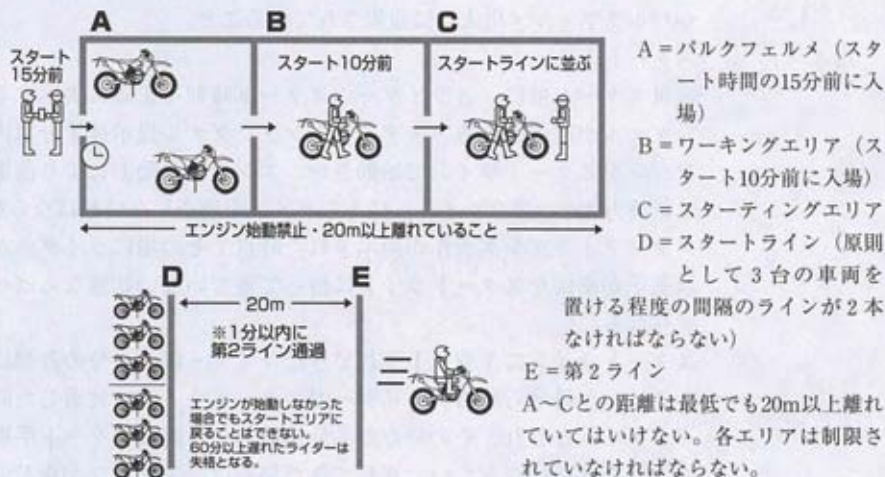 A
B
C
スタート
15分前
スタート10分前
スタートラインに並ぶ
エンジン始動禁止・20m以上離れていること
D
E
20m
※1分以内に
第2ライン通過
エンジンが始動しなかった
場合でもスタートエリアに
戻ることはできない。
60分以上遅れたライダーは
失格となる。
A＝パルクフェルメ（スタ
ート時間の15分前に入
場）
B＝ワーキングエリア（ス
タート10分前に入場）
C＝スターティングエリア
D＝スタートライン（原則
として3台の車両を
置ける程度の間隔のラインが2本
なければならない）
E＝第2ライン
A～Cとの距離は最低でも20m以上離れ
ていてはいけない。各エリアは制限さ
れていなければならない。